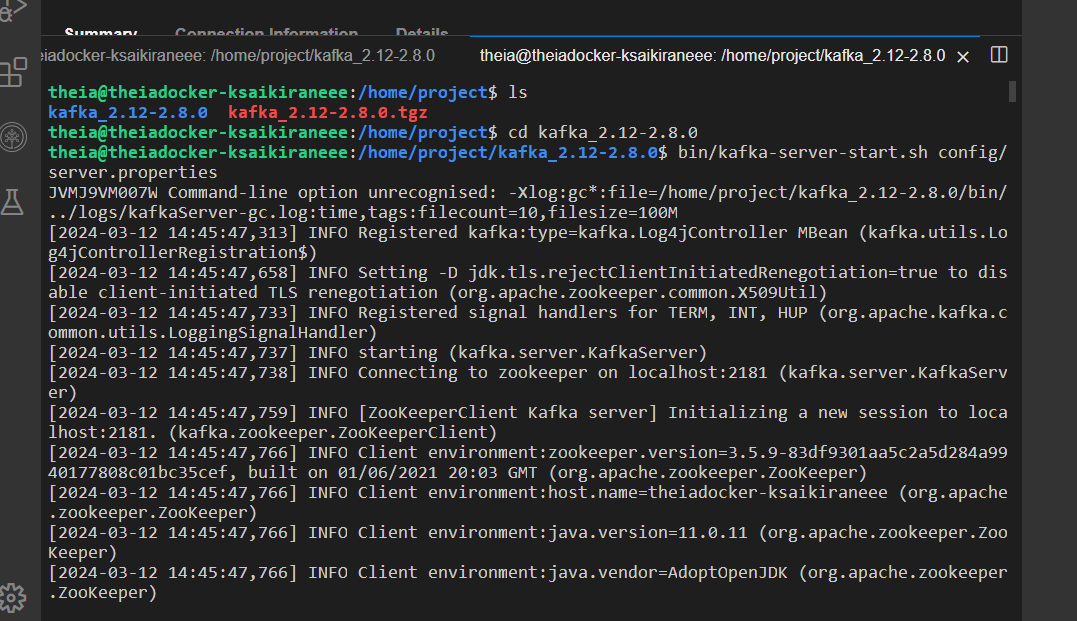 Summary Connection Information Details
eiadocker-ksaikiraneee: /home/project/kafka_2.12-2.8.0 theia@theiadocker-ksaikiraneee: /home/project/kafka_2.12-2.8.0
theia@theiadocker-ksaikiraneee:/home/project$ ls
kafka_2.12-2.8.0 kafka_2.12-2.8.0.tgz
theia@theiadocker-ksaikiraneee:/home/project$ cd kafka_2.12-2.8.0
theia@theiadocker-ksaikiraneee:/home/project/kafka_2.12-2.8.0$ bin/kafka-server-start.sh config/
server.properties
JVMJ9VM007W Command-line option unrecognised: -Xlog:gc*:file=/home/project/kafka_2.12-2.8.0/bin/
../logs/kafkaServer-gc.log:time,tags:filecount=10,filesize=100M
[2024-03-12 14:45:47,313] INFO Registered kafka:type=kafka.Log4jController MBean (kafka.utils.Lo
g4jControllerRegistration$)
[2024-03-12 14:45:47,658] INFO Setting -D jdk.tls.rejectClientInitiatedRenegotiation=true to dis
able client-initiated TLS renegotiation (org.apache.zookeeper.common.X509Util)
[2024-03-12 14:45:47,733] INFO Registered signal handlers for TERM, INT, HUP (org.apache.kafka.c
ommon.utils.LoggingSignalHandler)
[2024-03-12 14:45:47,737] INFO starting (kafka.server.KafkaServer)
[2024-03-12 14:45:47,738] INFO Connecting to zookeeper on localhost:2181 (kafka.server.KafkaServ
er)
[2024-03-12 14:45:47,759] INFO [ZooKeeperClient Kafka server] Initializing a new session to loca
lhost:2181. (kafka.zookeeper.ZooKeeperClient)
[2024-03-12 14:45:47,766] INFO Client environment:zookeeper.version=3.5.9-83df9301aa5c2a5d284a99
40177808c01bc35cef, built on 01/06/2021 20:03 GMT (org.apache.zookeeper.ZooKeeper)
[2024-03-12 14:45:47,766] INFO Client environment:host.name=theiadocker-ksaikiraneee (org.apache
.zookeeper.ZooKeeper)
[2024-03-12 14:45:47,766] INFO Client environment:java.version=11.0.11 (org.apache.zookeeper.Zoo
Keeper)
[2024-03-12 14:45:47,766] INFO Client environment:java.vendor=AdoptOpenJDK (org.apache.zookeeper
.ZooKeeper)